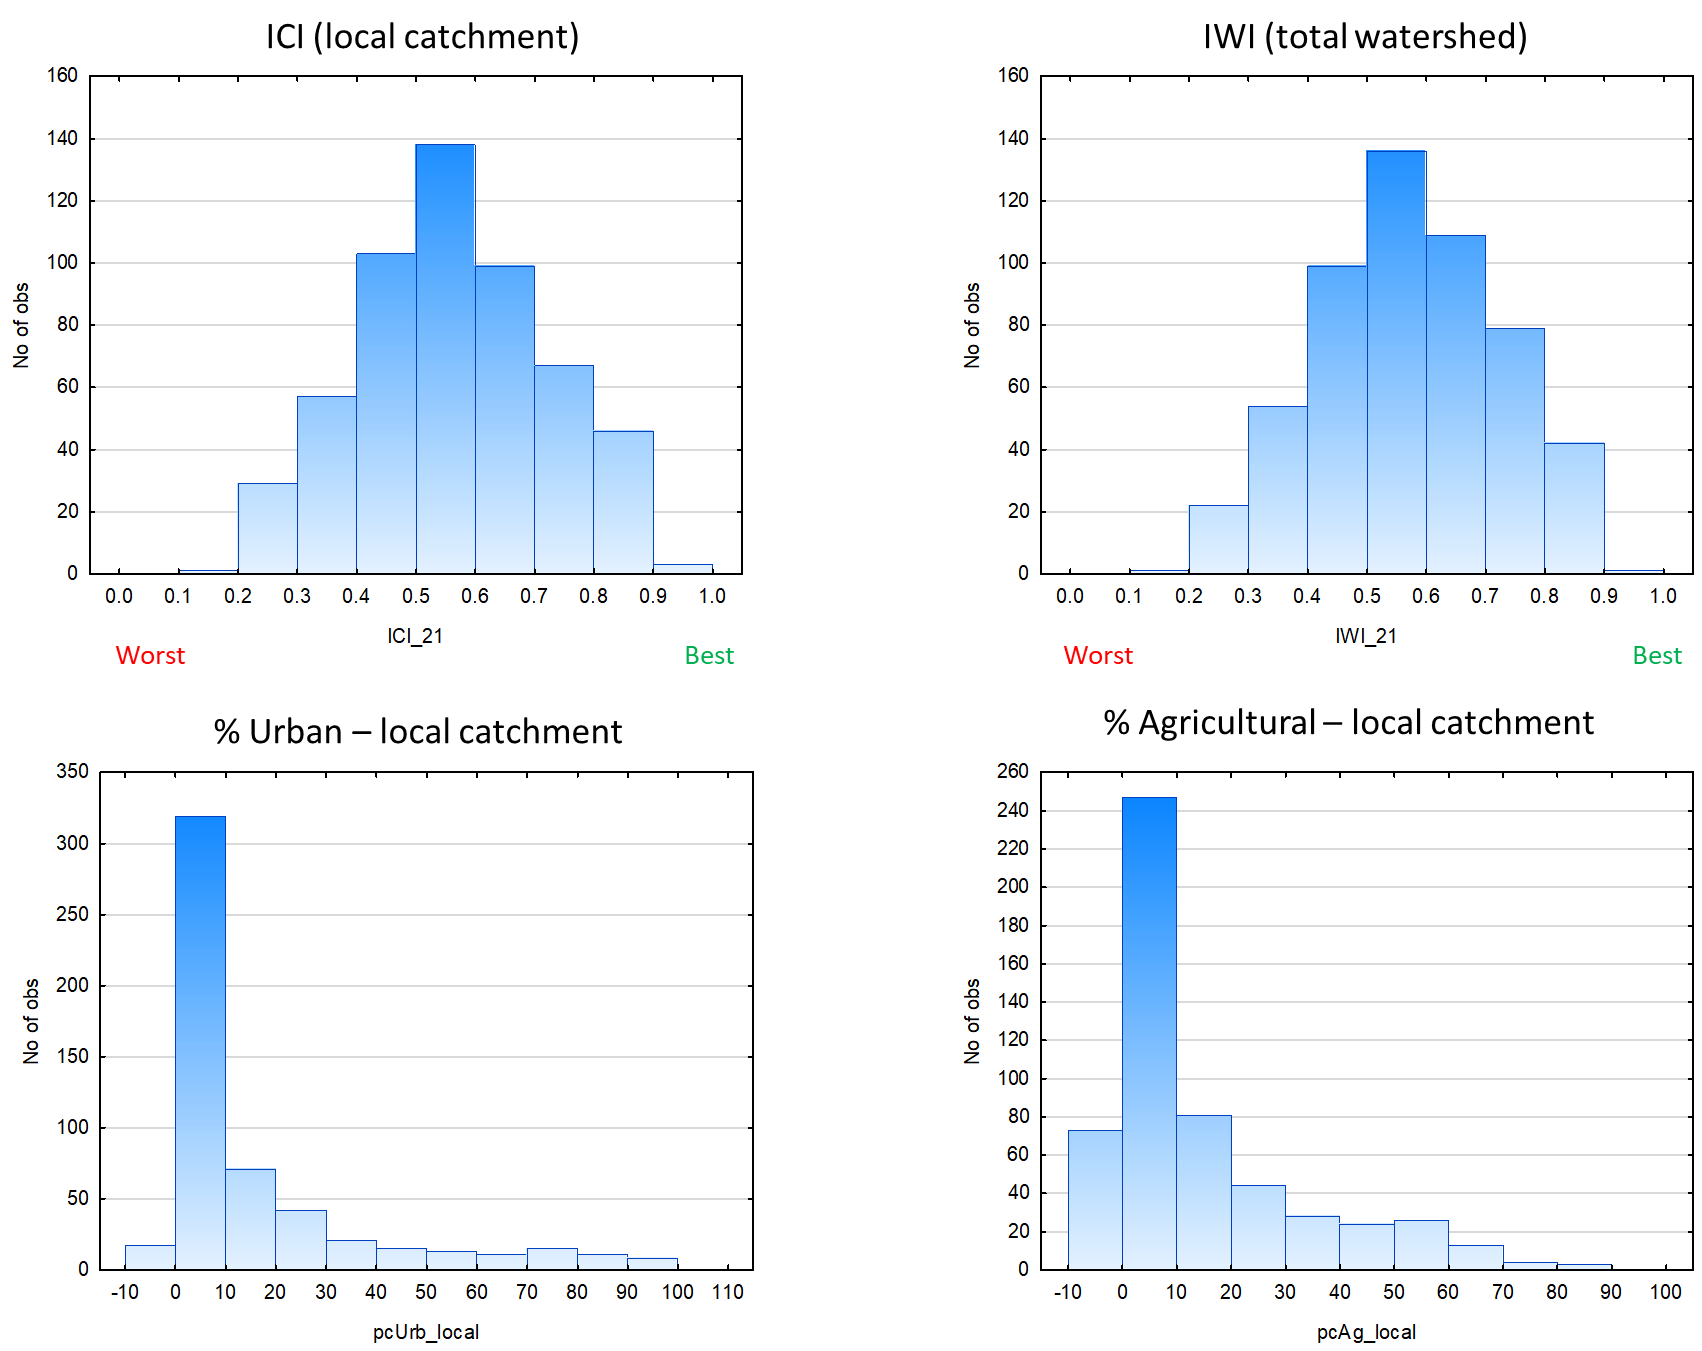 ICI (local catchment)
160
140
120
100
80
60
40
20
0
No of obs
0.0 0.1 0.2 0.3 0.4 0.5 0.6 0.7 0.8 0.9 1.0
ICI_21
Worst Best
IWI (total watershed)
160
140
120
100
80
60
40
20
0
No of obs
0.0 0.1 0.2 0.3 0.4 0.5 0.6 0.7 0.8 0.9 1.0
IWI_21
Worst Best
% Urban – local catchment
350
300
250
200
150
100
50
0
No of obs
-10 0 10 20 30 40 50 60 70 80 90 100 110
pcUrb_local
% Agricultural – local catchment
260
240
220
200
180
160
140
120
100
80
60
40
20
0
No of obs
-10 0 10 20 30 40 50 60 70 80 90 100
pcAg_local